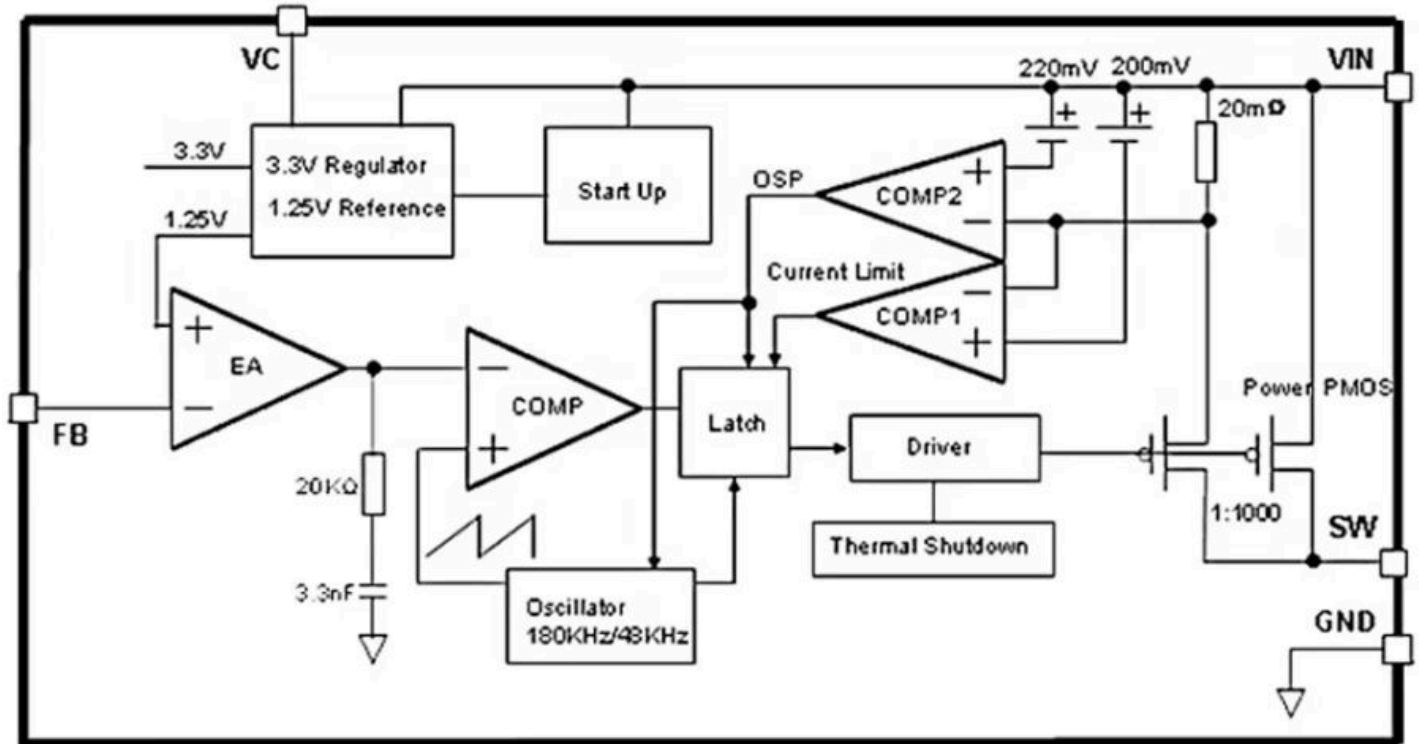 VC
VIN
220mV 200mV
20mΩ
3.3V
3.3V Regulator
1.25V Reference
1.25V
Start Up
OSP
+
+
+
−
COMP2
Current Limit
−
COMP1
+
+
EA
−
FB
−
COMP
+
Latch
Driver
Power PMOS
1:1000
Thermal Shutdown
SW
20KΩ
3.3nF
Oscillator
180KHz/48KHz
GND